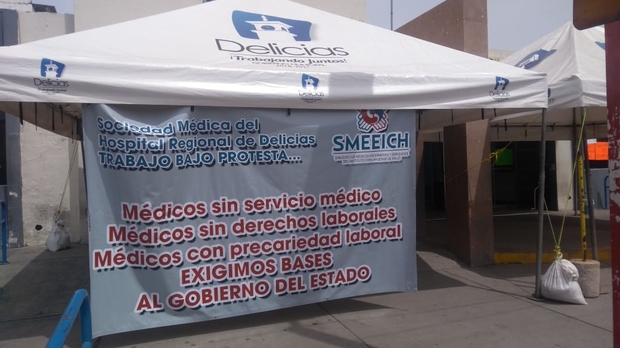 Delicias
¡Trabajando Juntos!
Delicias
Delicias
Delicias
Sociedad Médica del
Hospital Regional de Delicias
TRABAJO BAJO PROTESTA...
SMEEICH
Médicos sin servicio médico
Médicos sin derechos laborales
Médicos con precariedad laboral
EXIGIMOS BASES
AL GOBIERNO DEL ESTADO